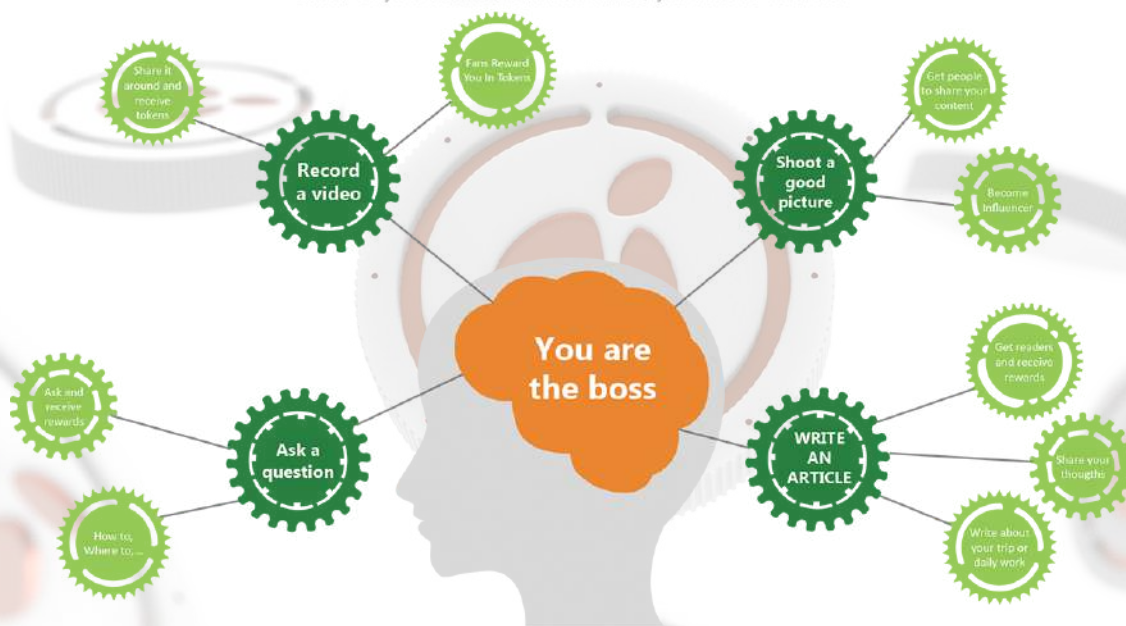 Share it
around and
receive
tokens
Fans Reward
You In Tokens
Record
a video
Shoot a
good
picture
Get people
to share your
content
Become
Influencer
You are
the boss
Ask and
receive
rewards
Ask a
question
How to,
Where to,...
WRITE
AN
ARTICLE
Get readers
and receive
rewards
Share your
thougths
Write about
your trip or
daily work